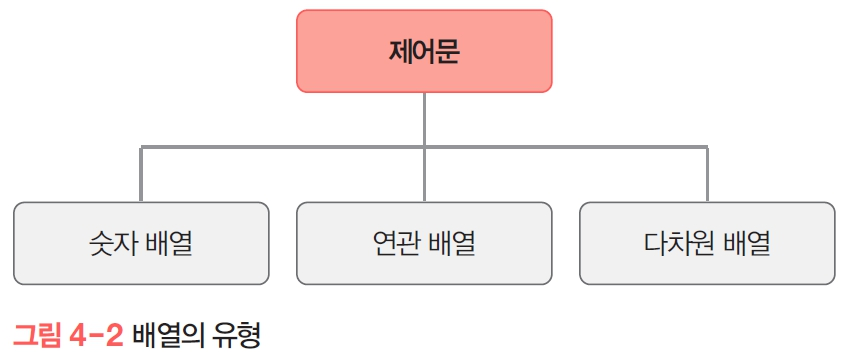 제어문
숫자 배열
연관 배열
다차원 배열
그림 4-2 배열의 유형